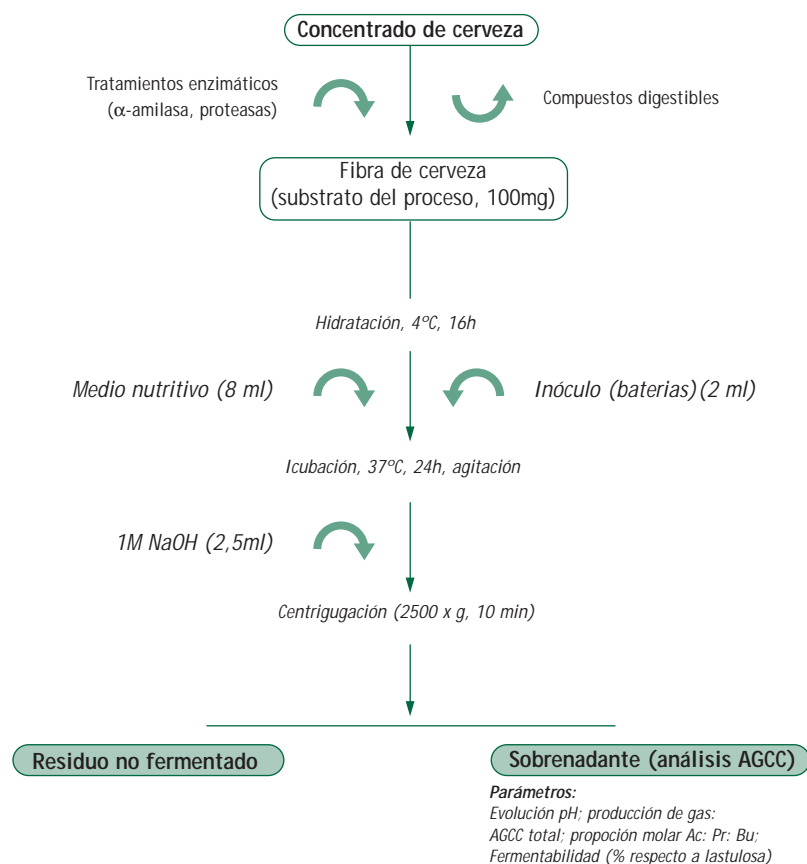 Concentrado de cerveza
Tratamientos enzimáticos
(α-amilasa, proteasas)
Compuestos digestibles
Fibra de cerveza
(substrato del proceso, 100mg)
Hidratación, 4ºC, 16h
Medio nutritivo (8 ml)
Inóculo (baterias) (2 ml)
Icubación, 37ºC, 24h, agitación
1M NaOH (2,5ml)
Centrigugación (2500 x g, 10 min)
Residuo no fermentado
Sobrenadante (análisis AGCC)
Parámetros:
Evolución pH; producción de gas:
AGCC total; propoción molar Ac: Pr: Bu;
Fermentabilidad (% respecto a lastulosa)